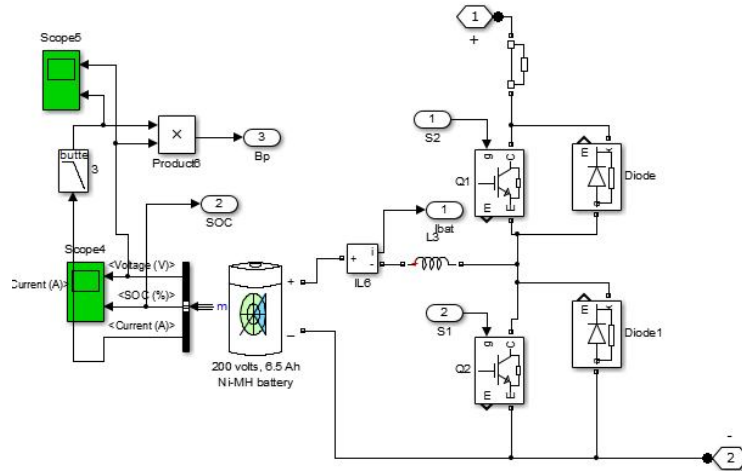 1
+
Scope5
1
S2
butte
3
×
Product6
3
Bp
g
C
Q1
m
E
m
k
a
Diode
2
SOC
1
Ibat
L3
Scope4
Current (A)>
<Voltage (V)>
<SOC (%)>
<Current (A)>
m
+
_
+
i
-
IL6
200 volts, 6.5 Ah
Ni-MH battery
2
S1
g
C
Q2
m
E
m
k
a
Diode1
-
2